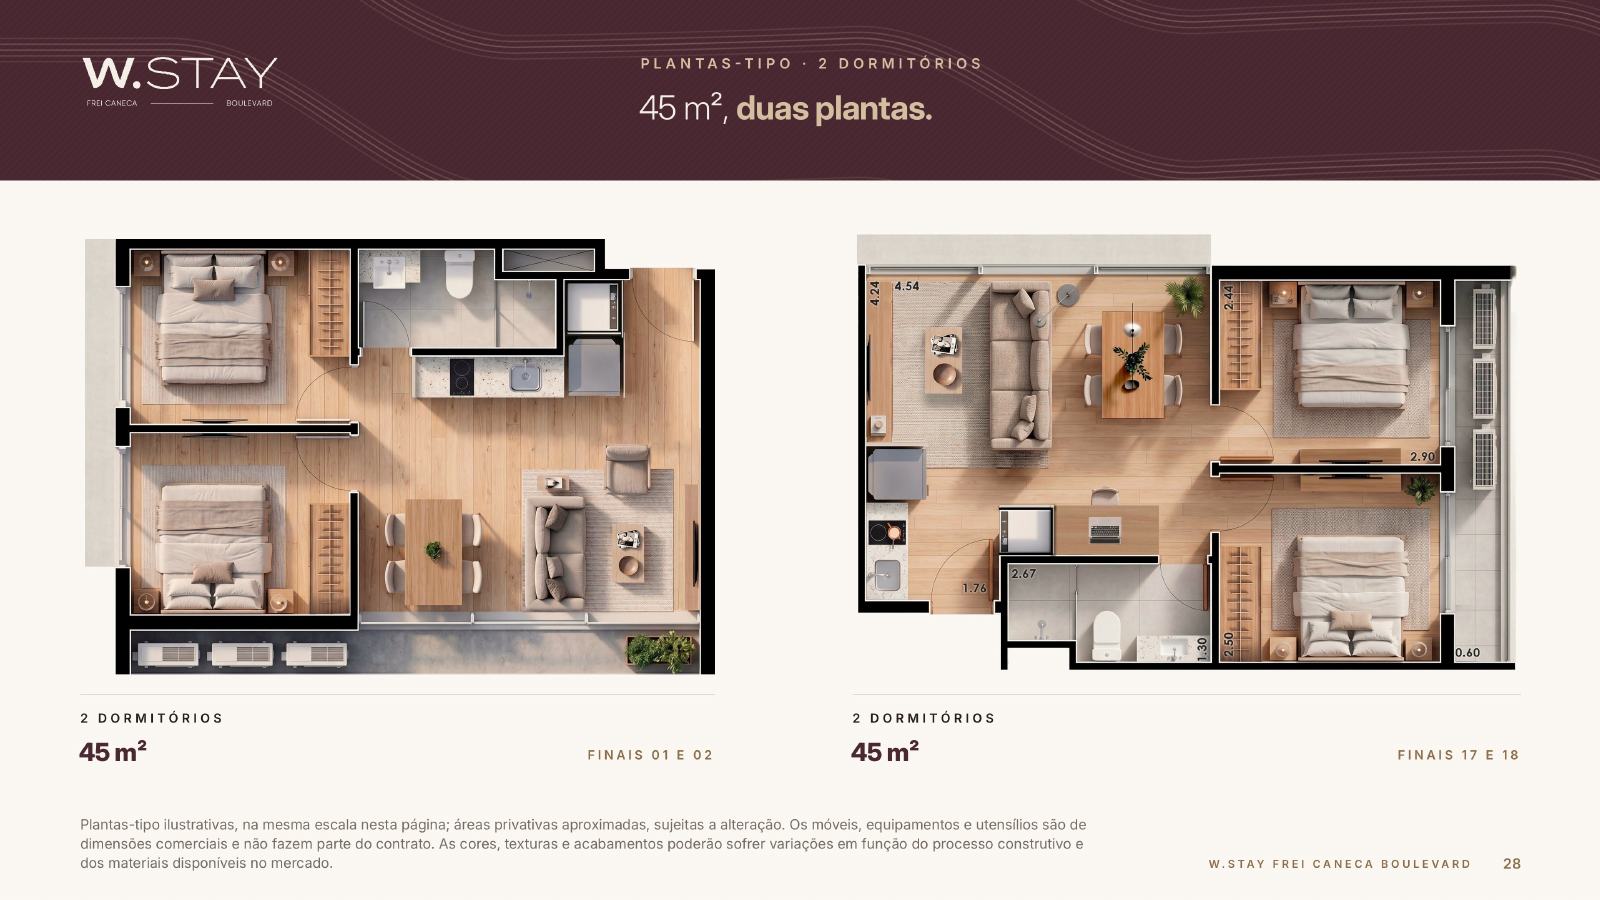 W.STAY
FREI CANECA BOULEVARD
PLANTAS-TIPO · 2 DORMITÓRIOS
45 m², duas plantas.
4.24
4.54
2.44
2.90
1.76
2.67
1.30
2.50
0.60
2 DORMITÓRIOS
45 m²
FINAIS 01 E 02
2 DORMITÓRIOS
45 m²
FINAIS 17 E 18
Plantas-tipo ilustrativas, na mesma escala nesta página; áreas privativas aproximadas, sujeitas a alteração. Os móveis, equipamentos e utensílios são de
dimensões comerciais e não fazem parte do contrato. As cores, texturas e acabamentos poderão sofrer variações em função do processo construtivo e
dos materiais disponíveis no mercado.
W.STAY FREI CANECA BOULEVARD 28